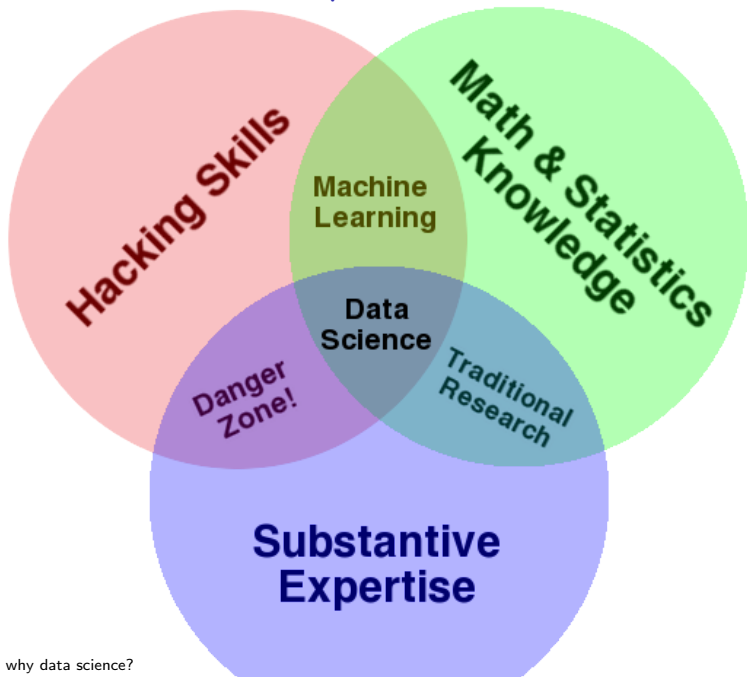 Hacking Skills
Math & Statistics
Knowledge
Machine
Learning
Data
Science
Danger
Zone!
Traditional
Research
Substantive
Expertise
why data science?